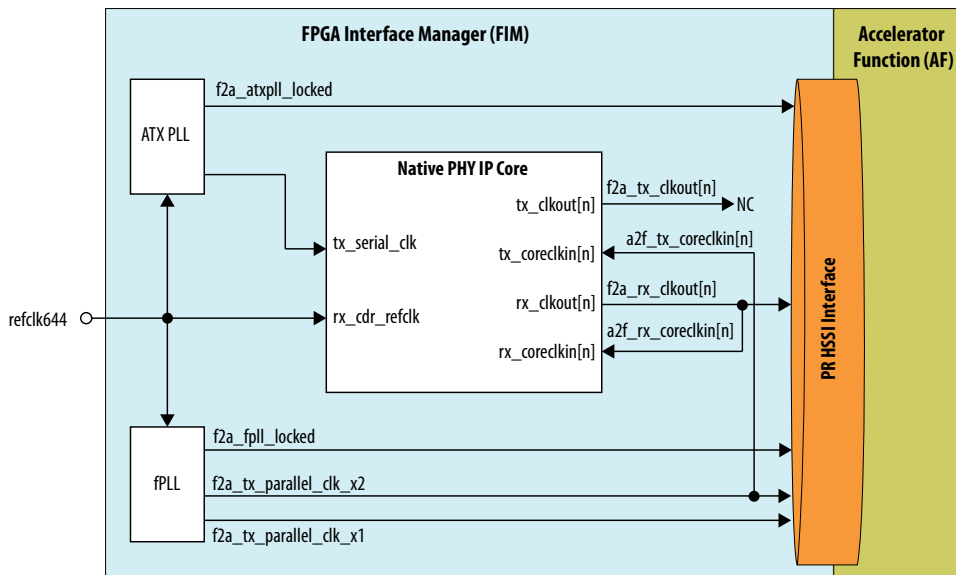 FPGA Interface Manager (FIM)
Accelerator
Function (AF)
f2a_atxpll_locked
ATX PLL
Native PHY IP Core
tx_clkout[n]
f2a_tx_clkout[n]
NC
tx_serial_clk
tx_coreclkin[n]
a2f_tx_coreclkin[n]
refclk644
rx_cdr_refclk
rx_clkout[n]
f2a_rx_clkout[n]
rx_coreclkin[n]
a2f_rx_coreclkin[n]
PR HSSI Interface
f2a_fpll_locked
fPLL
f2a_tx_parallel_clk_x2
f2a_tx_parallel_clk_x1